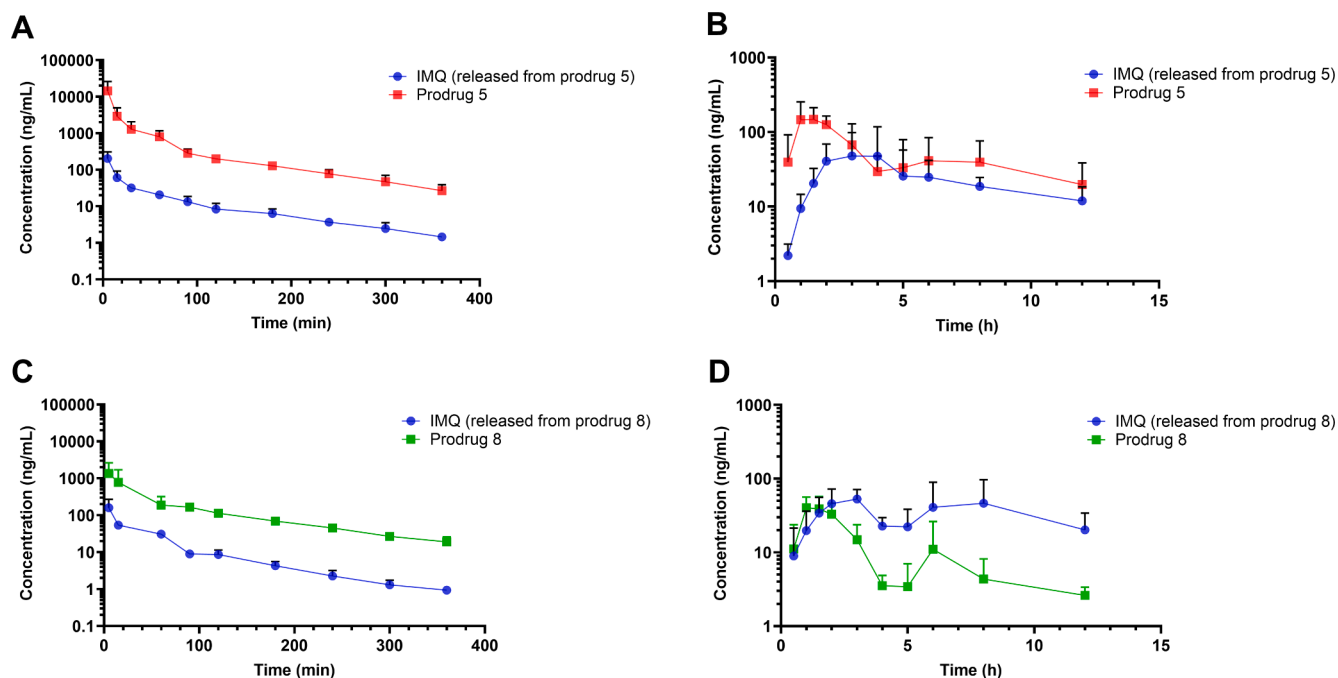 A
Concentration (ng/mL)
100000
10000
1000
100
10
1
0.1
0
100
200
300
400
Time (min)
IMQ (released from prodrug 5)
Prodrug 5
B
Concentration (ng/mL)
1000
100
10
1
0
5
10
15
Time (h)
IMQ (released from prodrug 5)
Prodrug 5
C
Concentration (ng/mL)
100000
10000
1000
100
10
1
0.1
0
100
200
300
400
Time (min)
IMQ (released from prodrug 8)
Prodrug 8
D
Concentration (ng/mL)
1000
100
10
1
0
5
10
15
Time (h)
IMQ (released from prodrug 8)
Prodrug 8